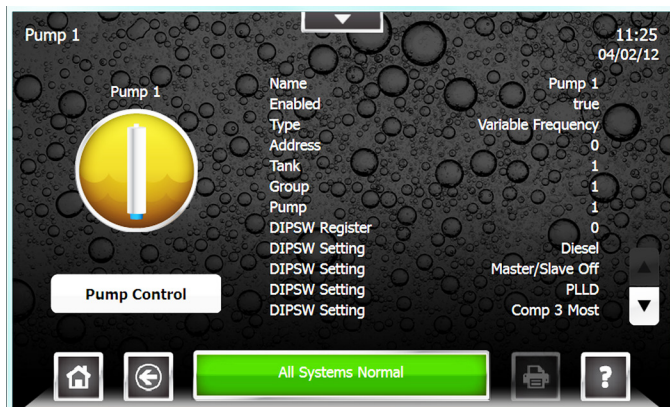 Pump 1
11:25
04/02/12
Pump 1
Name Pump 1
Enabled true
Type Variable Frequency
Address 0
Tank 1
Group 1
Pump 1
DIPSW Register 0
DIPSW Setting Diesel
DIPSW Setting Master/Slave Off
DIPSW Setting PLLD
DIPSW Setting Comp 3 Most
Pump Control
All Systems Normal
?